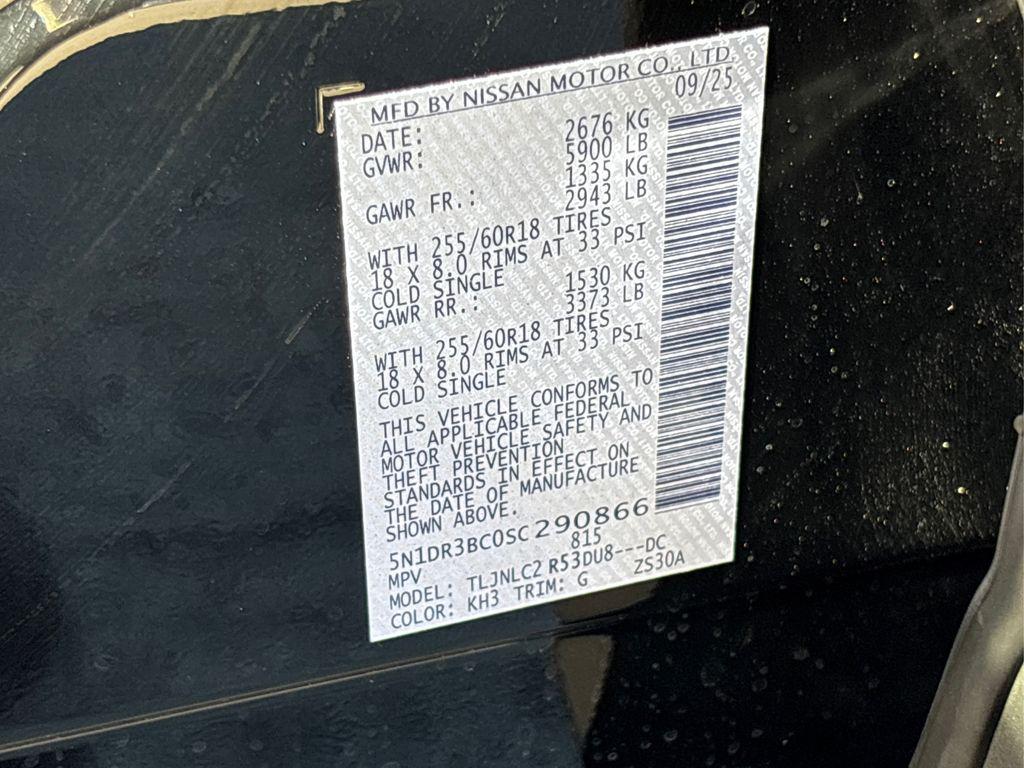 MFD BY NISSAN MOTOR CO., LTD.
DATE: 09/25
GVWR: 2676 KG
5900 LB
GAWR FR.: 1335 KG
2943 LB
WITH 255/60R18 TIRES
18 X 8.0 RIMS AT 33 PSI
COLD SINGLE
GAWR RR.: 1530 KG
3373 LB
WITH 255/60R18 TIRES
18 X 8.0 RIMS AT 33 PSI
COLD SINGLE
THIS VEHICLE CONFORMS TO
ALL APPLICABLE FEDERAL
MOTOR VEHICLE SAFETY AND
THEFT PREVENTION
STANDARDS IN EFFECT ON
THE DATE OF MANUFACTURE
SHOWN ABOVE.
5N1DR3BC0SC290866
MPV 815
MODEL: TLJNLC2 R53DU8---DC
COLOR: KH3 TRIM: G ZS30A